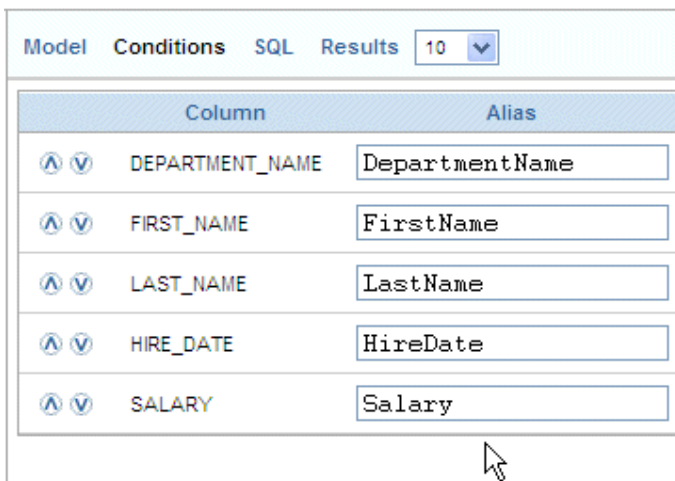 Model Conditions SQL Results 10
Column Alias
DEPARTMENT_NAME DepartmentName
FIRST_NAME FirstName
LAST_NAME LastName
HIRE_DATE HireDate
SALARY Salary